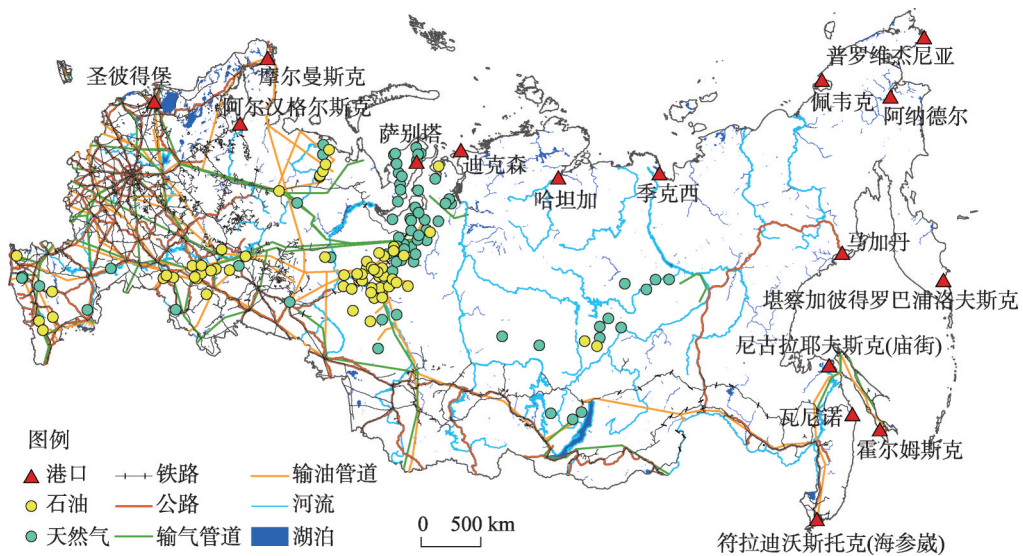 普罗维杰尼亚
摩尔曼斯克
圣彼得堡
佩韦克
阿尔汉格尔斯克
阿纳德尔
萨别塔
迪克森
哈坦加
季克西
马加丹
堪察加彼得罗巴浦洛夫斯克
尼古拉耶夫斯克(庙街)
瓦尼诺
霍尔姆斯克
图例
港口 铁路 输油管道
石油 公路 河流
天然气 输气管道 湖泊
0 500 km
符拉迪沃斯托克(海参崴)